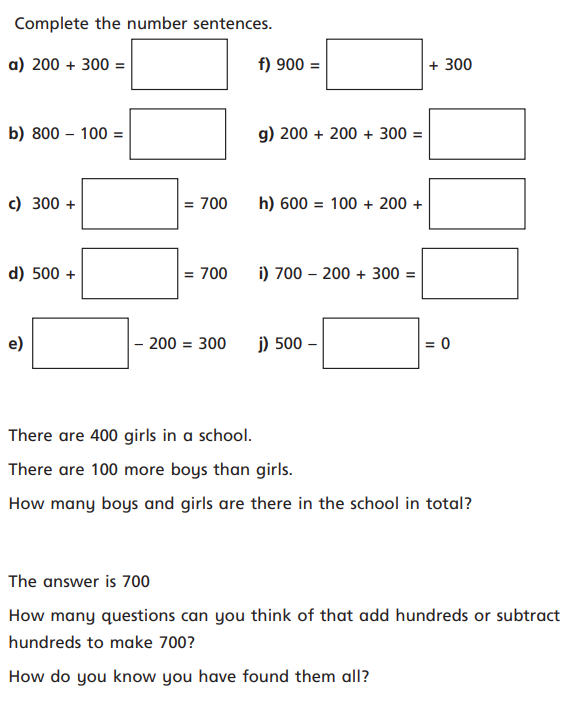 Complete the number sentences.
a) 200 + 300 =
f) 900 = + 300
b) 800 – 100 =
g) 200 + 200 + 300 =
c) 300 + = 700
h) 600 = 100 + 200 +
d) 500 + = 700
i) 700 – 200 + 300 =
e) – 200 = 300
j) 500 – = 0
There are 400 girls in a school.
There are 100 more boys than girls.
How many boys and girls are there in the school in total?
The answer is 700
How many questions can you think of that add hundreds or subtract
hundreds to make 700?
How do you know you have found them all?